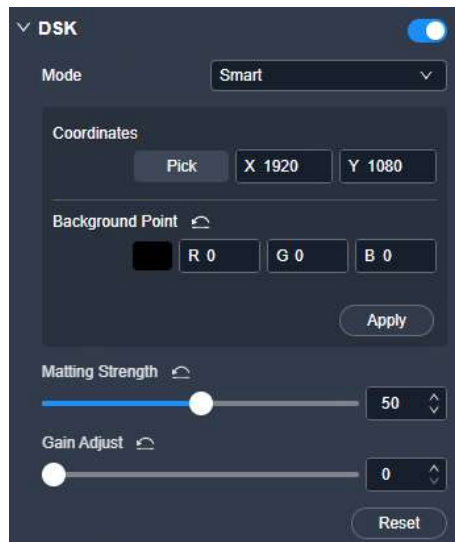 DSK
Mode Smart
Coordinates
Pick X 1920 Y 1080
Background Point
R 0 G 0 B 0
Apply
Matting Strength
50
Gain Adjust
0
Reset